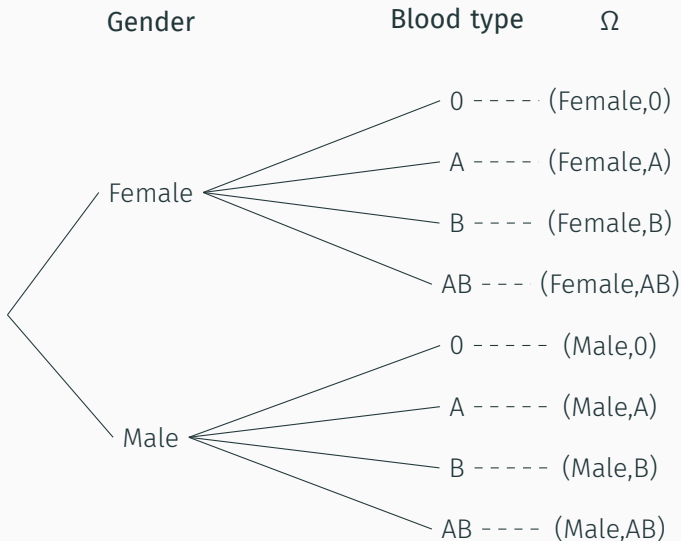 Gender Blood type Ω
0 (Female,0)
A (Female,A)
Female
B (Female,B)
AB (Female,AB)
0 (Male,0)
A (Male,A)
Male
B (Male,B)
AB (Male,AB)